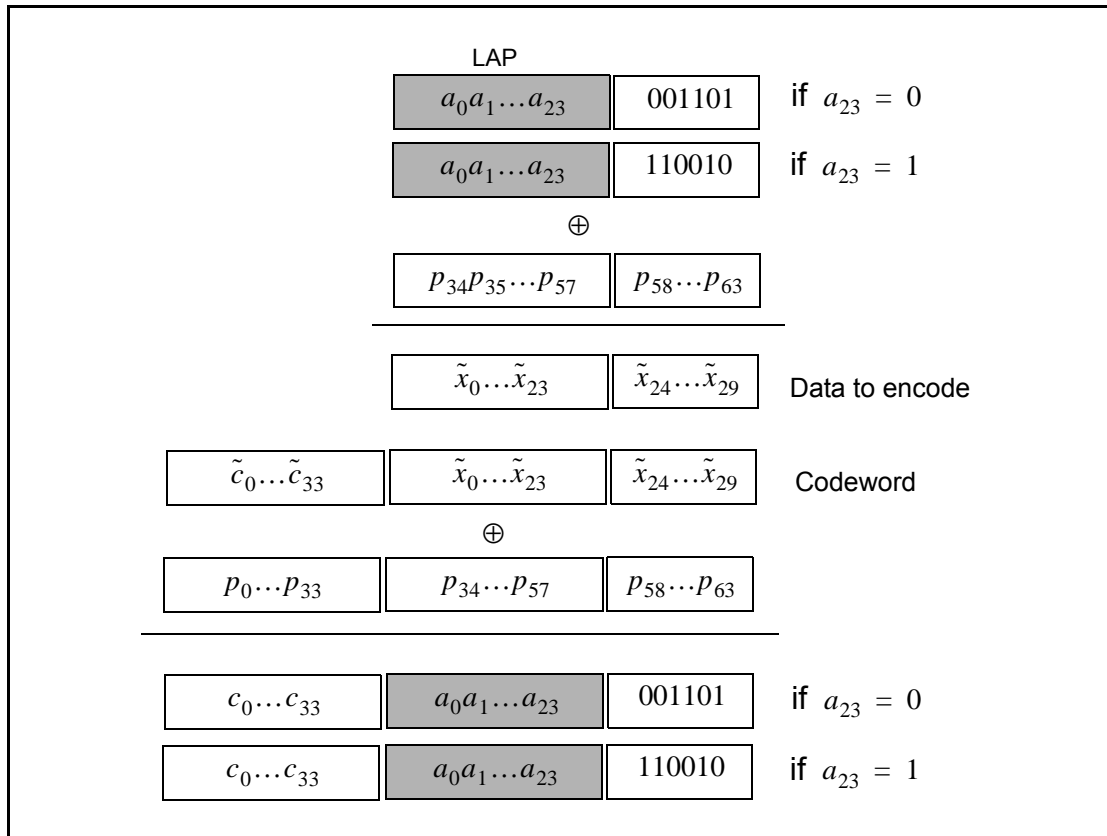 LAP
a₀a₁…a₂₃ 001101 if a₂₃ = 0
a₀a₁…a₂₃ 110010 if a₂₃ = 1
⊕
p₃₄p₃₅…p₅₇ p₅₈…p₆₃
x̃₀…x̃₂₃ x̃₂₄…x̃₂₉ Data to encode
c̃₀…c̃₃₃ x̃₀…x̃₂₃ x̃₂₄…x̃₂₉ Codeword
⊕
p₀…p₃₃ p₃₄…p₅₇ p₅₈…p₆₃
c₀…c₃₃ a₀a₁…a₂₃ 001101 if a₂₃ = 0
c₀…c₃₃ a₀a₁…a₂₃ 110010 if a₂₃ = 1